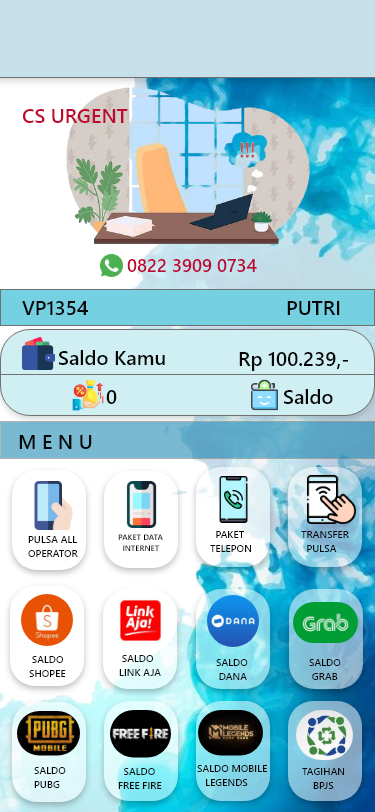 CS URGENT
!!!
0822 3909 0734
VP1354 PUTRI
Saldo Kamu Rp 100.239,-
0 Saldo
MENU
PULSA ALL
OPERATOR
PAKET DATA
INTERNET
PAKET
TELEPON
TRANSFER
PULSA
Shopee
SALDO
SHOPEE
Link
Aja!
SALDO
LINK AJA
DANA
SALDO
DANA
Grab
SALDO
GRAB
PUBG
MOBILE
SALDO
PUBG
FREE FIRE
SALDO
FREE FIRE
MOBILE
LEGENDS
SALDO MOBILE
LEGENDS
TAGIHAN
BPJS